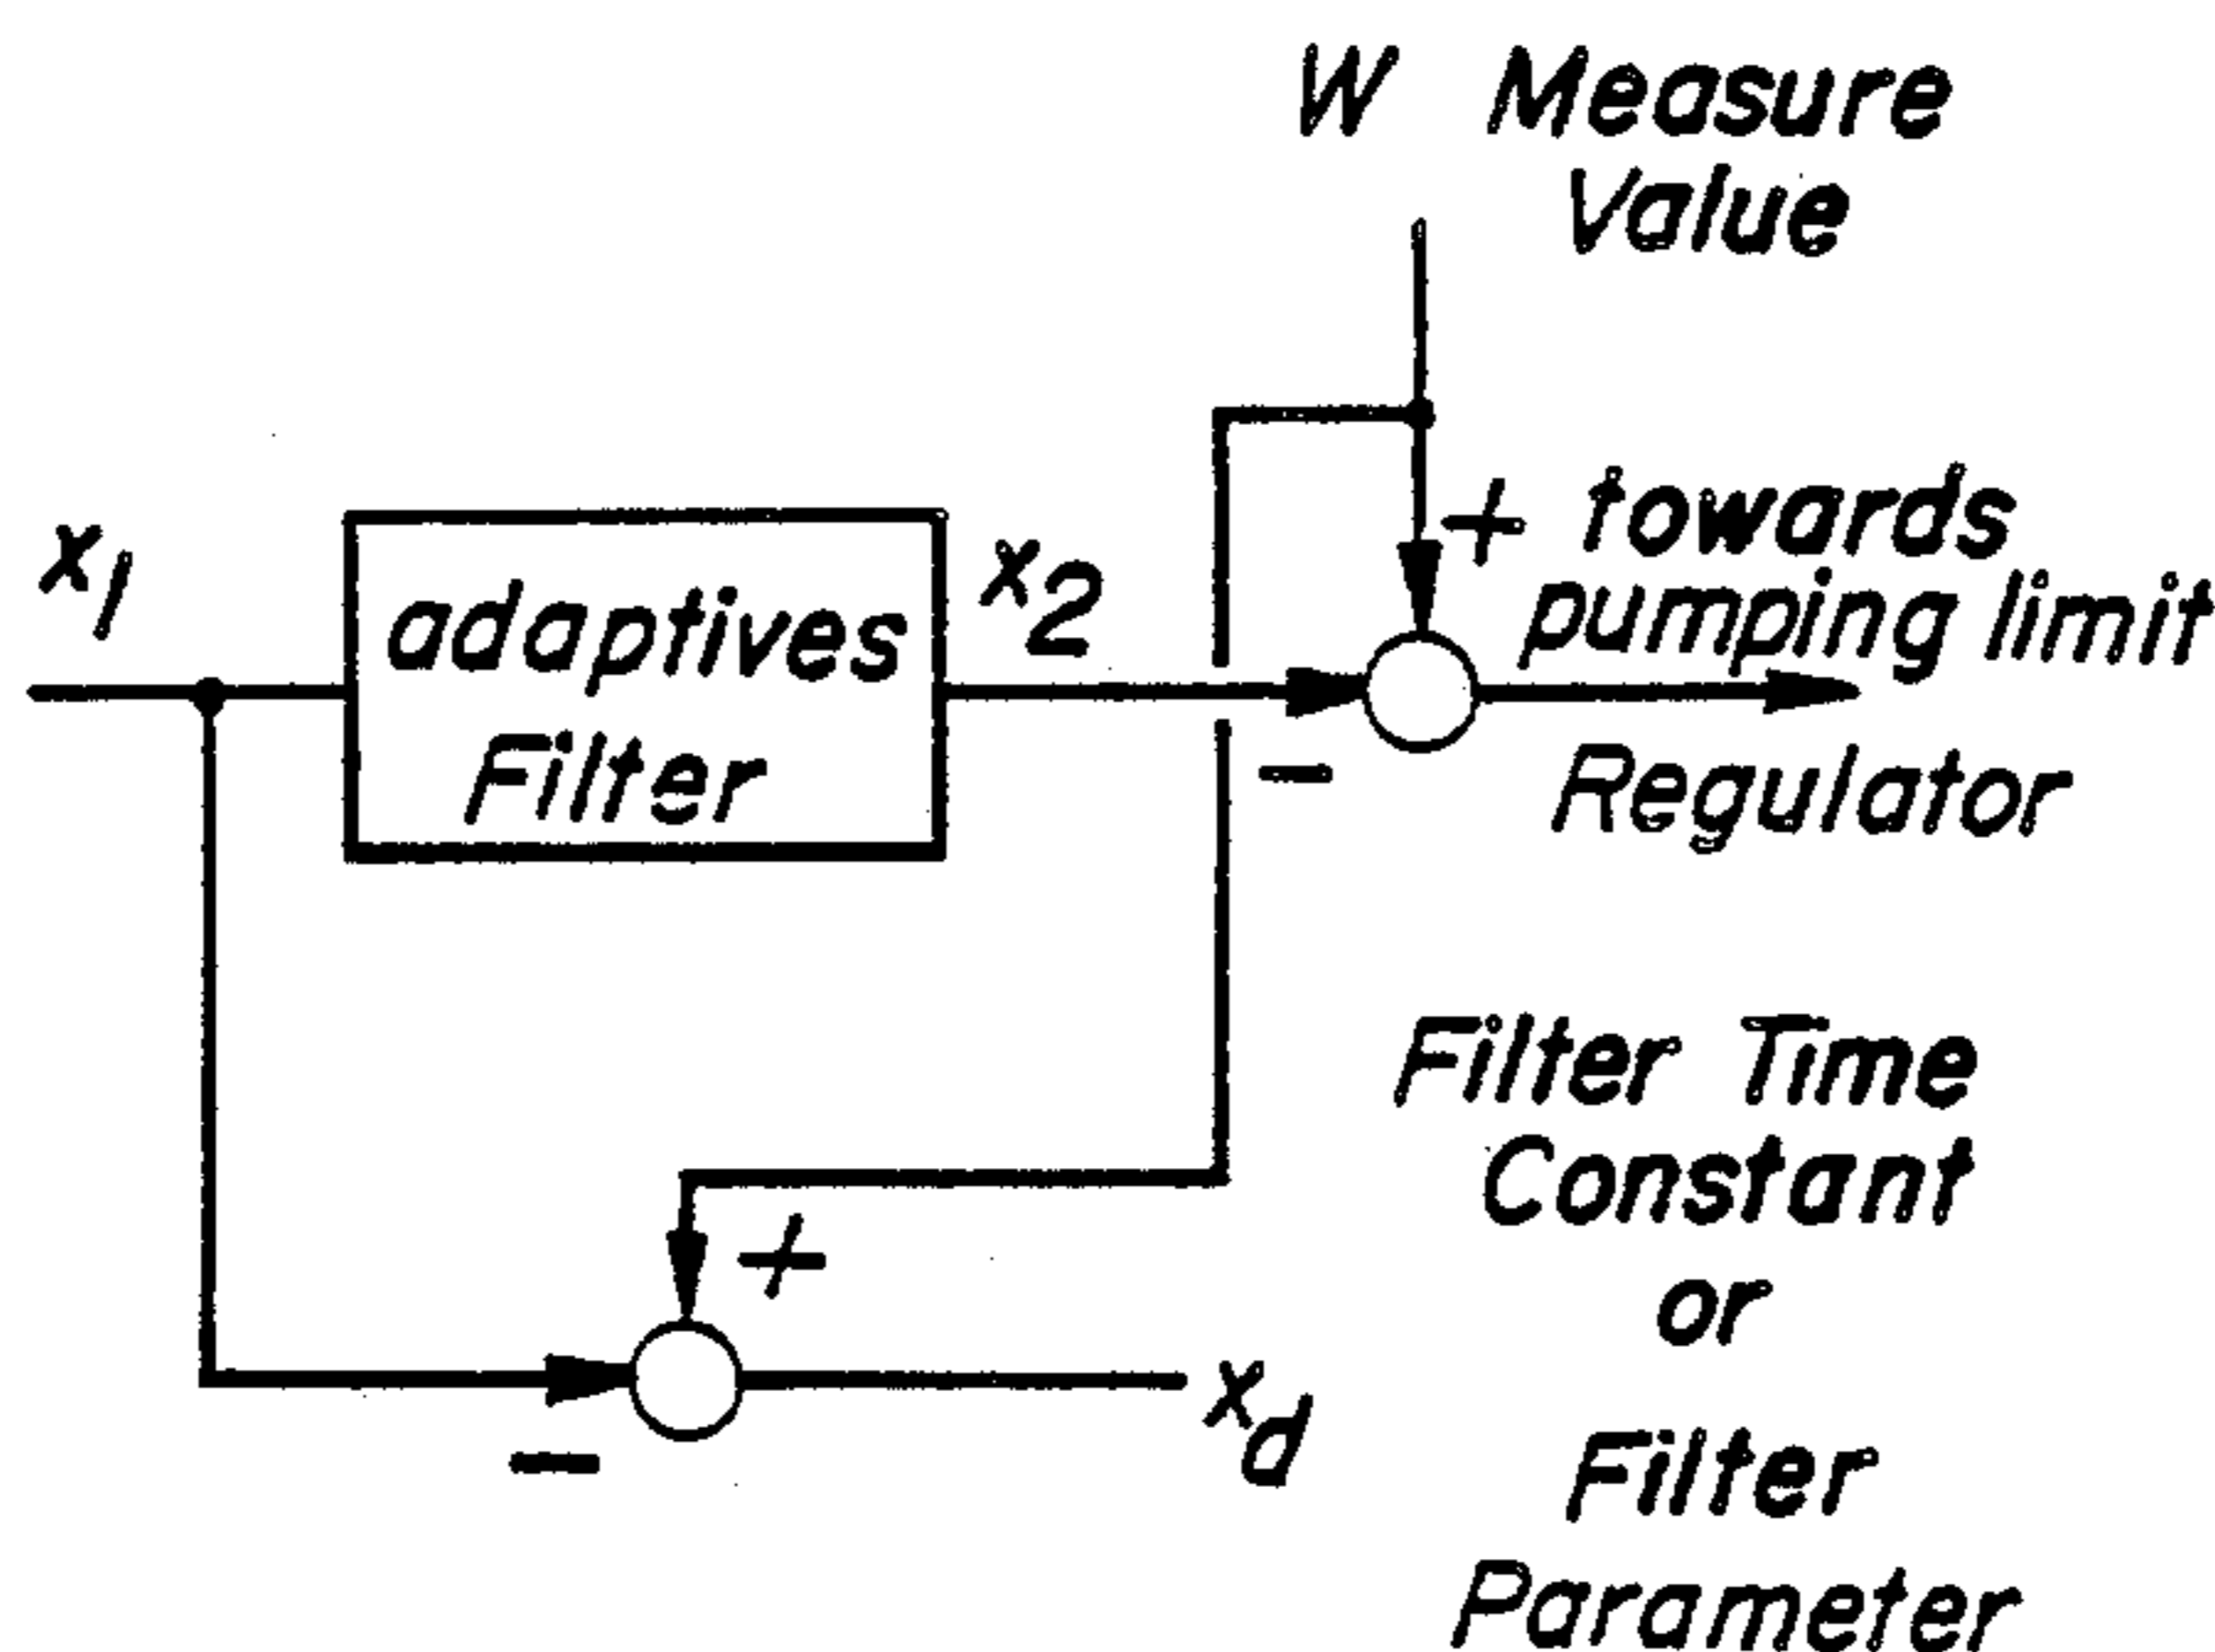 W Measure
Value
x1
adaptives
Filter
x2
+ towards
pumping limit
-
Regulator
Filter Time
Constant
or
Filter
Parameter
+
-
xd